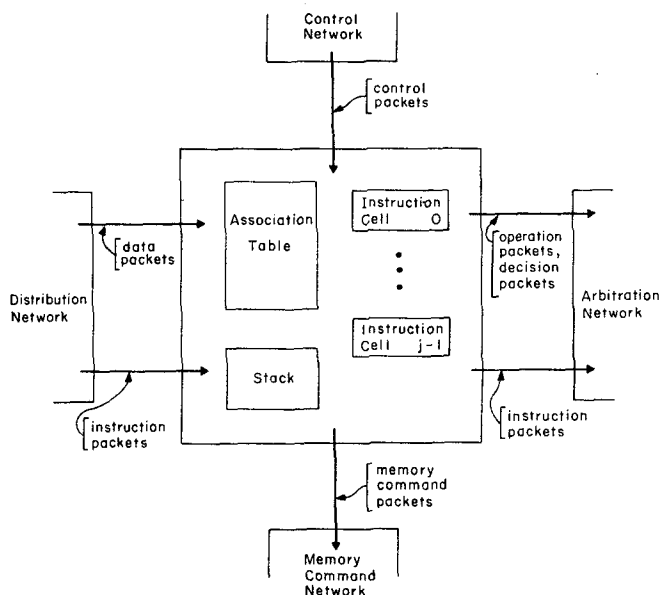 Control
Network
control
packets
Association
Table
Instruction
Cell 0
data
packets
operation
packets,
decision
packets
Distribution
Network
Arbitration
Network
Instruction
Cell j-1
Stack
instruction
packets
instruction
packets
memory
command
packets
Memory
Command Network